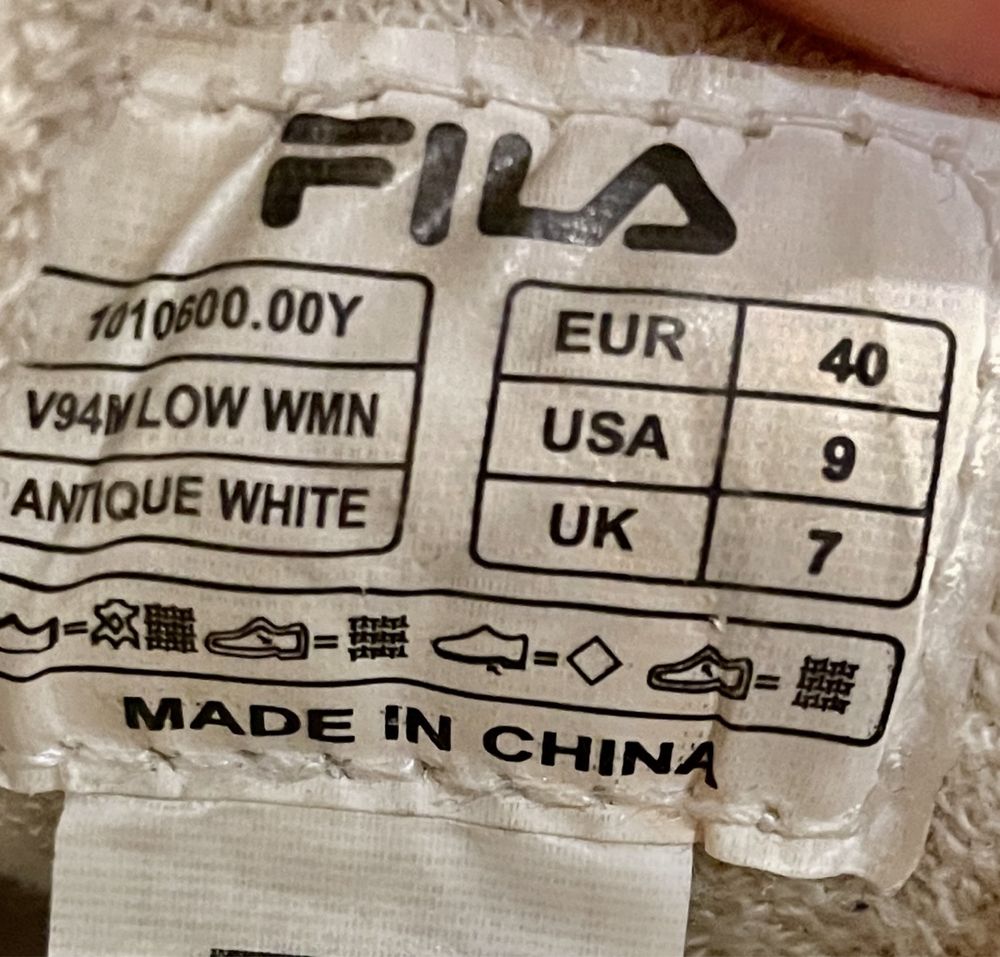 FILA
1010600.00Y
V94M LOW WMN
ANTIQUE WHITE
EUR 40
USA 9
UK 7
= = = =
MADE IN CHINA